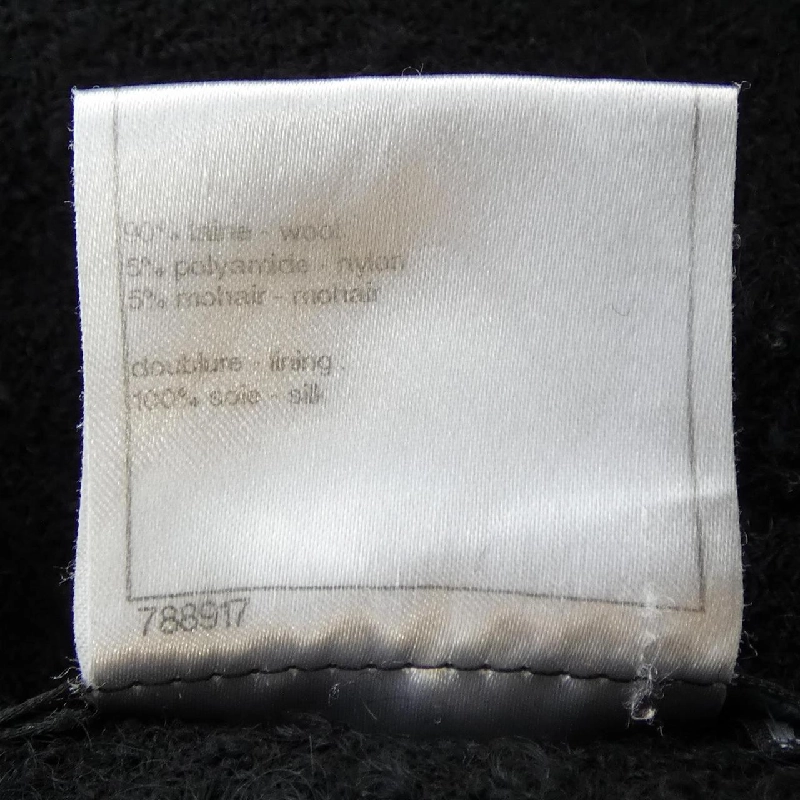 90% laine - wool
5% polyamide - nylon
5% mohair - mohair
doublure - lining
100% soie - silk
788917